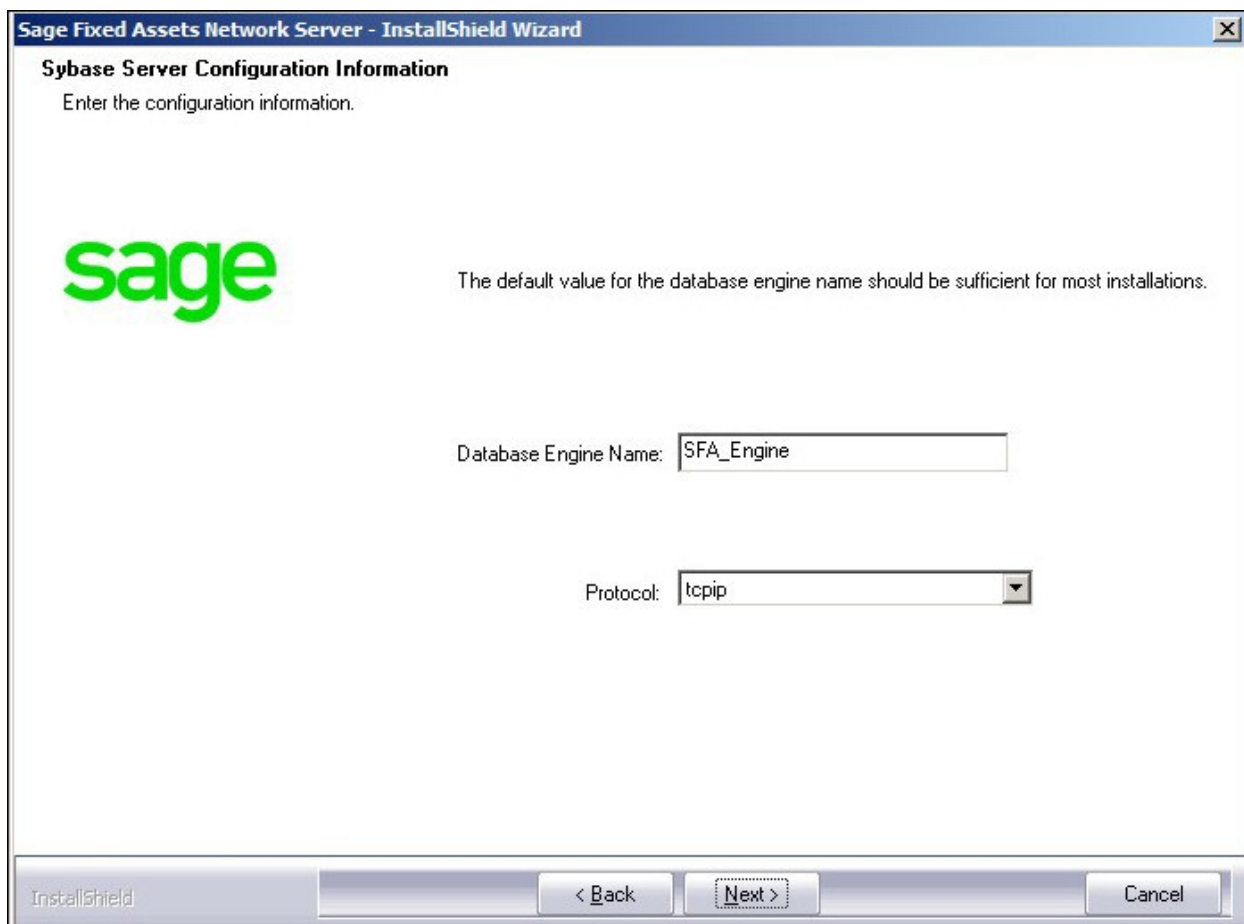 Sage Fixed Assets Network Server - InstallShield Wizard
Sybase Server Configuration Information
Enter the configuration information.
sage
The default value for the database engine name should be sufficient for most installations.
Database Engine Name: SFA_Engine
Protocol: tcpip
InstallShield
< Back
Next >
Cancel